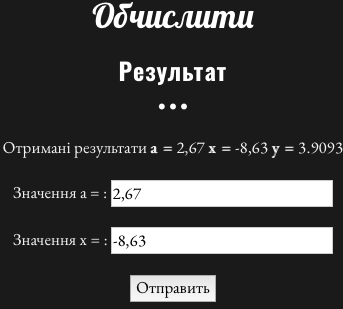 Обчислити
Результат
•••
Отримані результати a = 2,67 x = -8,63 y = 3.9093
Значення a = : 2,67
Значення x = : -8,63
Отправить